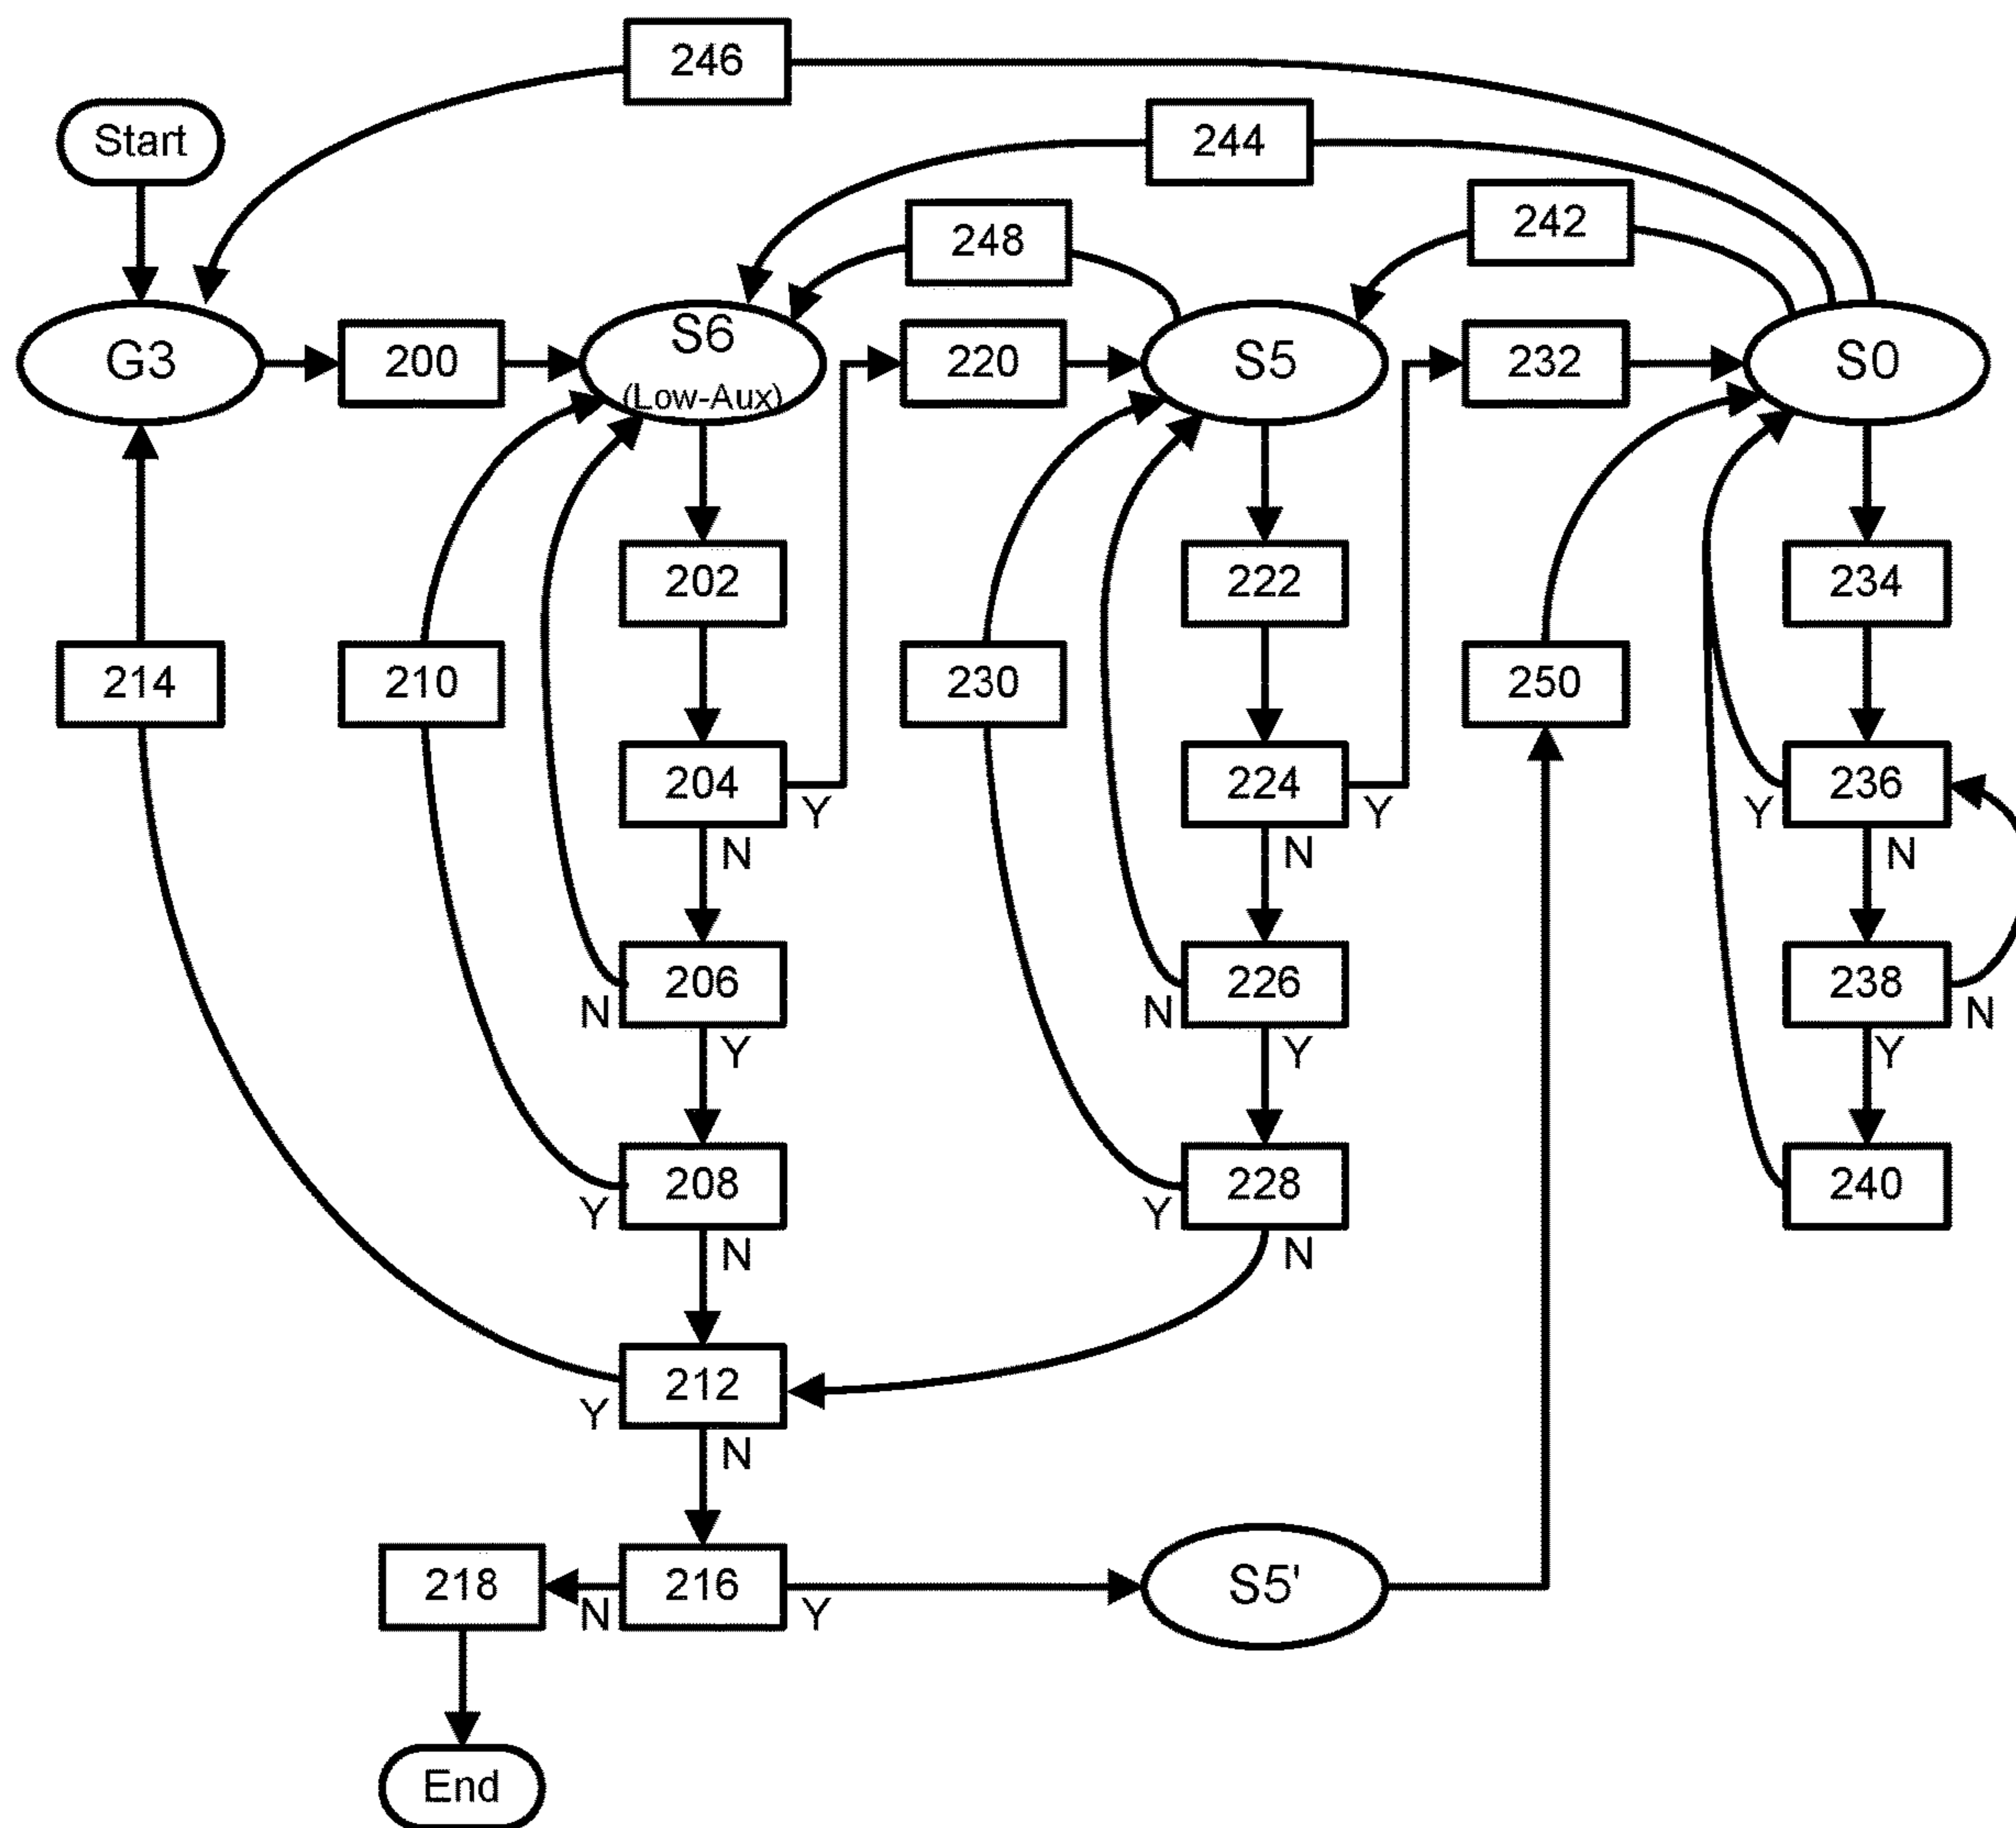 246
Start
244
248
242
G3
200
S6
(Low-Aux)
220
S5
232
S0
202
222
234
214
210
230
250
204
Y
224
Y
236
Y
N
N
N
206
N
Y
226
N
Y
238
N
Y
208
Y
N
228
Y
N
240
212
Y
N
218
216
N
Y
S5'
End